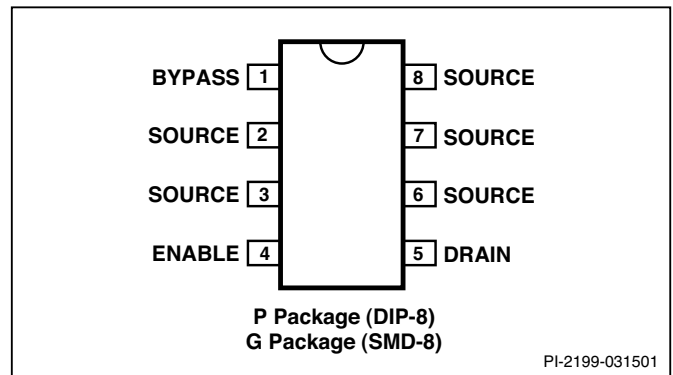 BYPASS 1 8 SOURCE
SOURCE 2 7 SOURCE
SOURCE 3 6 SOURCE
ENABLE 4 5 DRAIN
P Package (DIP-8)
G Package (SMD-8)
PI-2199-031501